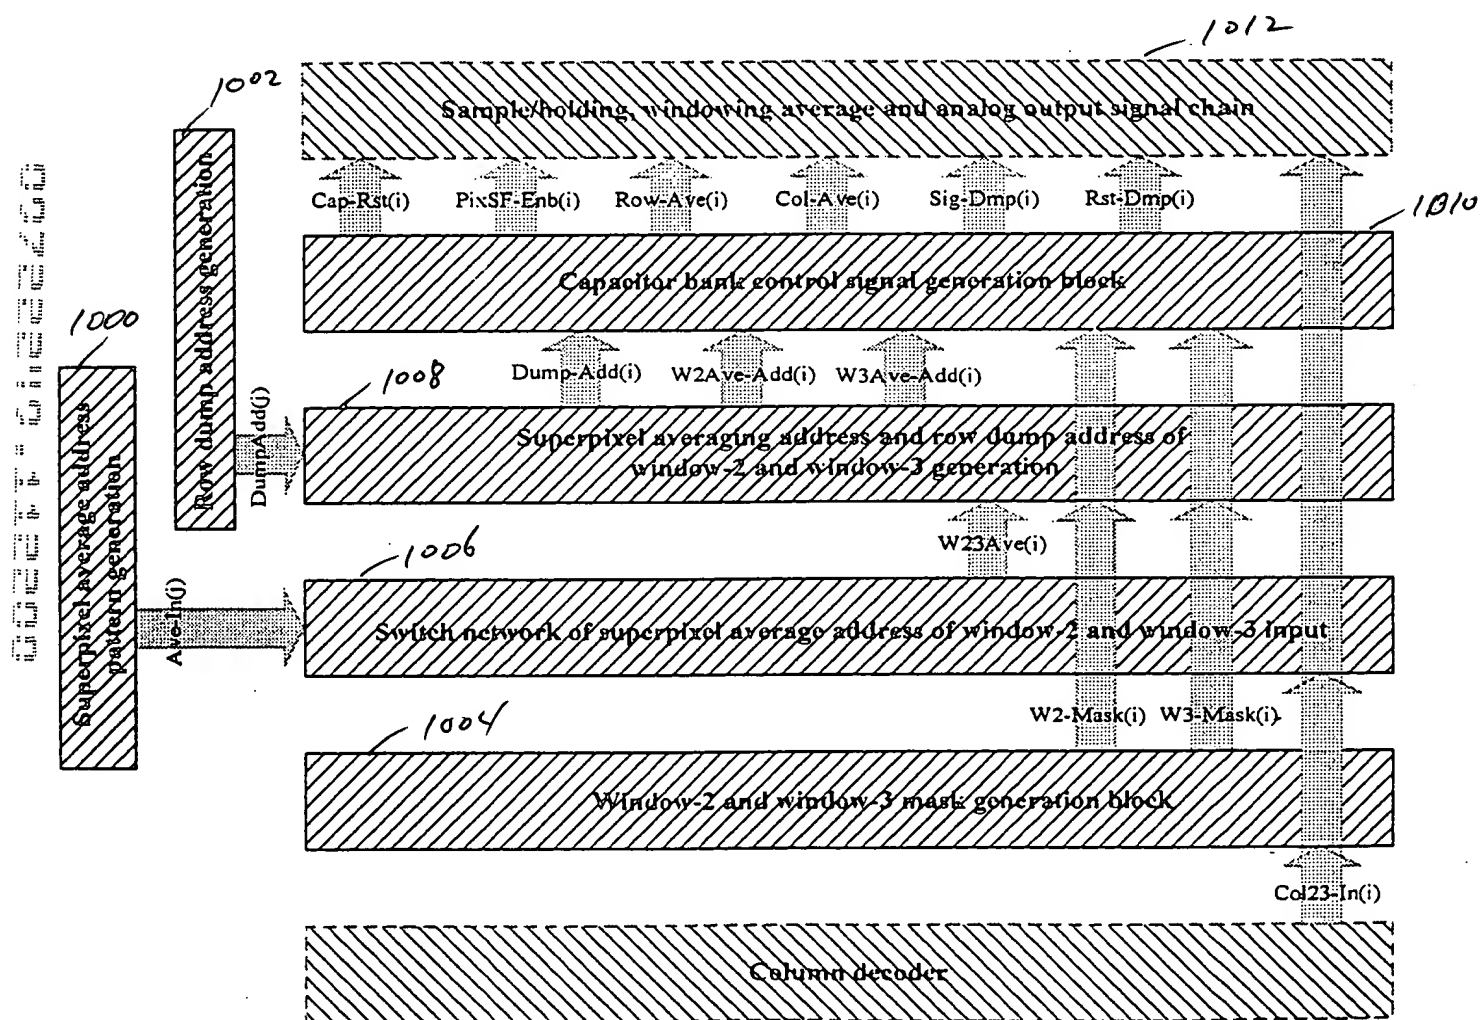 1012
1002
Sample/holding, windowing average and analog output signal chain
Cap-Rst(i) PixSF-Enb(i) Row-Ave(i) Col-Ave(i) Sig-Dmp(i) Rst-Dmp(i)
1010
Row dump address generation
Capacitor bank control signal generation block
1000
Dump-Add(i) W2Ave-Add(i) W3Ave-Add(i)
1008
DumpAdd(j)
Superpixel averaging address and row dump address of
window-2 and window-3 generation
Superpixel average address
pattern generation
W23Ave(i)
1006
Ave-In(j)
Switch network of superpixel average address of window-2 and window-3 input
W2-Mask(i) W3-Mask(i)
1004
Window-2 and window-3 mask generation block
Col23-In(i)
Column decoder